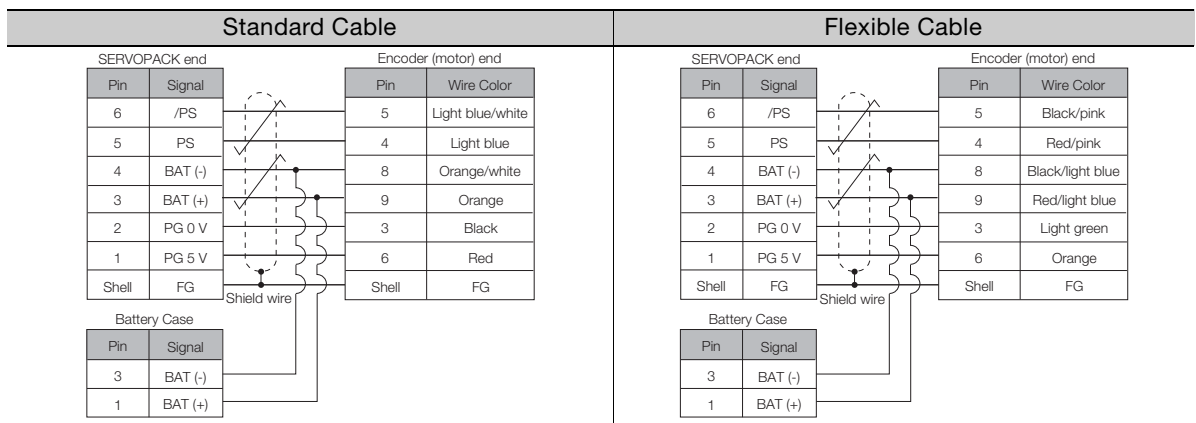 Standard Cable
SERVOPACK end Encoder (motor) end
Pin Signal Pin Wire Color
6 /PS 5 Light blue/white
5 PS 4 Light blue
4 BAT (-) 8 Orange/white
3 BAT (+) 9 Orange
2 PG 0 V 3 Black
1 PG 5 V 6 Red
Shell FG Shell FG
Shield wire
Battery Case
Pin Signal
3 BAT (-)
1 BAT (+)
Flexible Cable
SERVOPACK end Encoder (motor) end
Pin Signal Pin Wire Color
6 /PS 5 Black/pink
5 PS 4 Red/pink
4 BAT (-) 8 Black/light blue
3 BAT (+) 9 Red/light blue
2 PG 0 V 3 Light green
1 PG 5 V 6 Orange
Shell FG Shell FG
Shield wire
Battery Case
Pin Signal
3 BAT (-)
1 BAT (+)